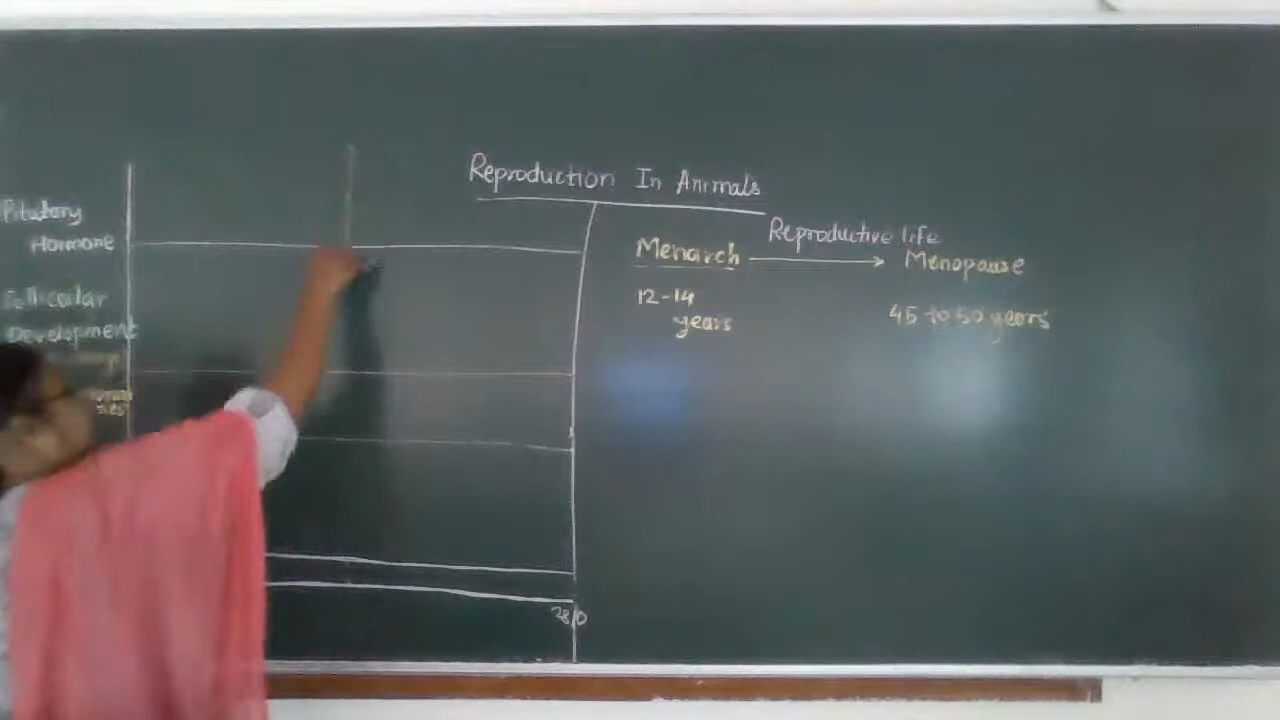 Reproduction In Animals
Pitutary
Hormone
Follicular
Development
Reproductive life
Menarch → Menopause
12-14
years
45 to 50 years
28/0